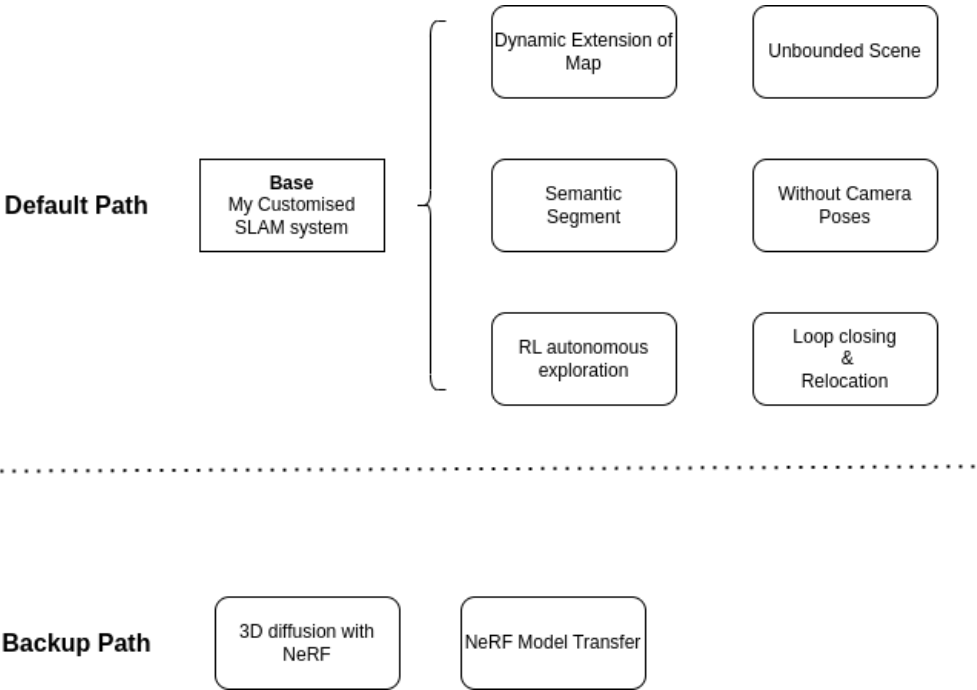 Dynamic Extension of
Map
Unbounded Scene
Default Path
Base
My Customised
SLAM system
Semantic
Segment
Without Camera
Poses
RL autonomous
exploration
Loop closing
&
Relocation
Backup Path
3D diffusion with
NeRF
NeRF Model Transfer